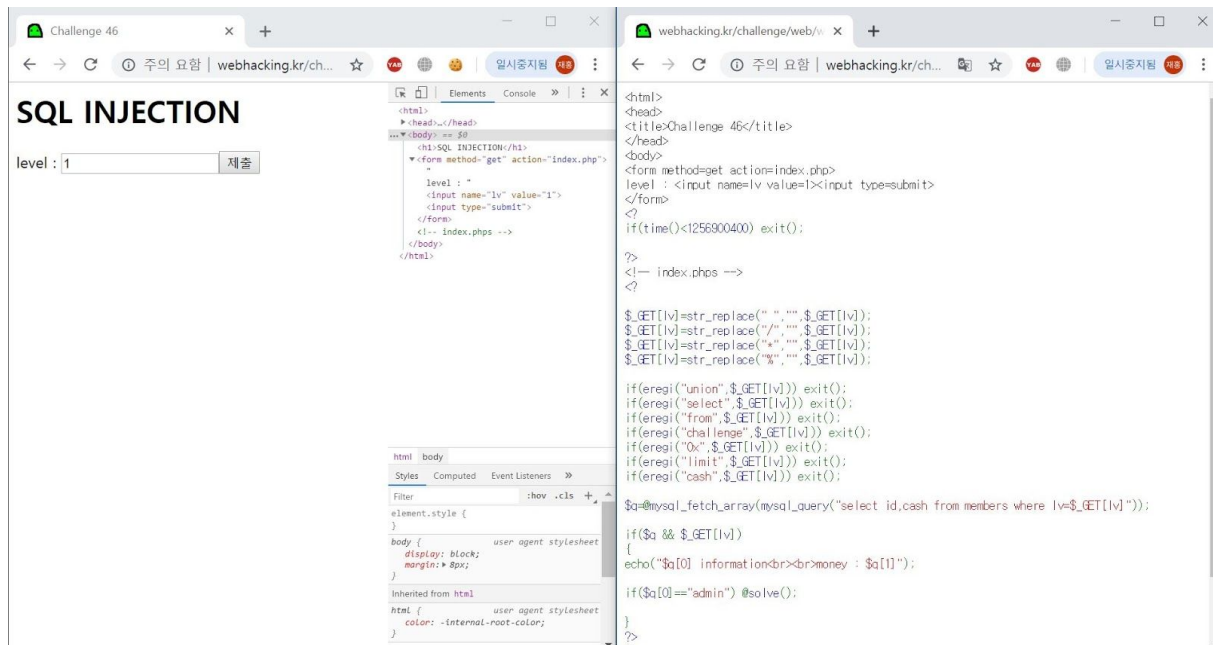 Challenge 46
주의 요함 | webhacking.kr/ch...
YAB
일시중지됨 재홍
SQL INJECTION
level : 1 제출
Elements Console
<html>
▶<head>…</head>
...▼<body> == $0
<h1>SQL INJECTION</h1>
▼<form method="get" action="index.php">
"
level : "
<input name="lv" value="1">
<input type="submit">
</form>
<!-- index.phps -->
</body>
</html>
html body
Styles Computed Event Listeners
Filter :hov .cls +
element.style {
}
body { user agent stylesheet
display: block;
margin:▶ 8px;
}
Inherited from html
html { user agent stylesheet
color: -internal-root-color;
}
webhacking.kr/challenge/web/w
주의 요함 | webhacking.kr/ch...
YAB
일시중지됨 재홍
<html>
<head>
<title>Challenge 46</title>
</head>
<body>
<form method=get action=index.php>
level : <input name=lv value=1><input type=submit>
</form>
<?
if(time()<1256900400) exit();
?>
<!-- index.phps -->
<?
$_GET[lv]=str_replace(" ","",$_GET[lv]);
$_GET[lv]=str_replace("/","",$_GET[lv]);
$_GET[lv]=str_replace("*","",$_GET[lv]);
$_GET[lv]=str_replace("%","",$_GET[lv]);
if(eregi("union",$_GET[lv])) exit();
if(eregi("select",$_GET[lv])) exit();
if(eregi("from",$_GET[lv])) exit();
if(eregi("challenge",$_GET[lv])) exit();
if(eregi("0x",$_GET[lv])) exit();
if(eregi("limit",$_GET[lv])) exit();
if(eregi("cash",$_GET[lv])) exit();
$q=@mysql_fetch_array(mysql_query("select id,cash from members where lv=$_GET[lv]"));
if($q && $_GET[lv])
{
echo("$q[0] information<br><br>money : $q[1]");
if($q[0]=="admin") @solve();
}
?>